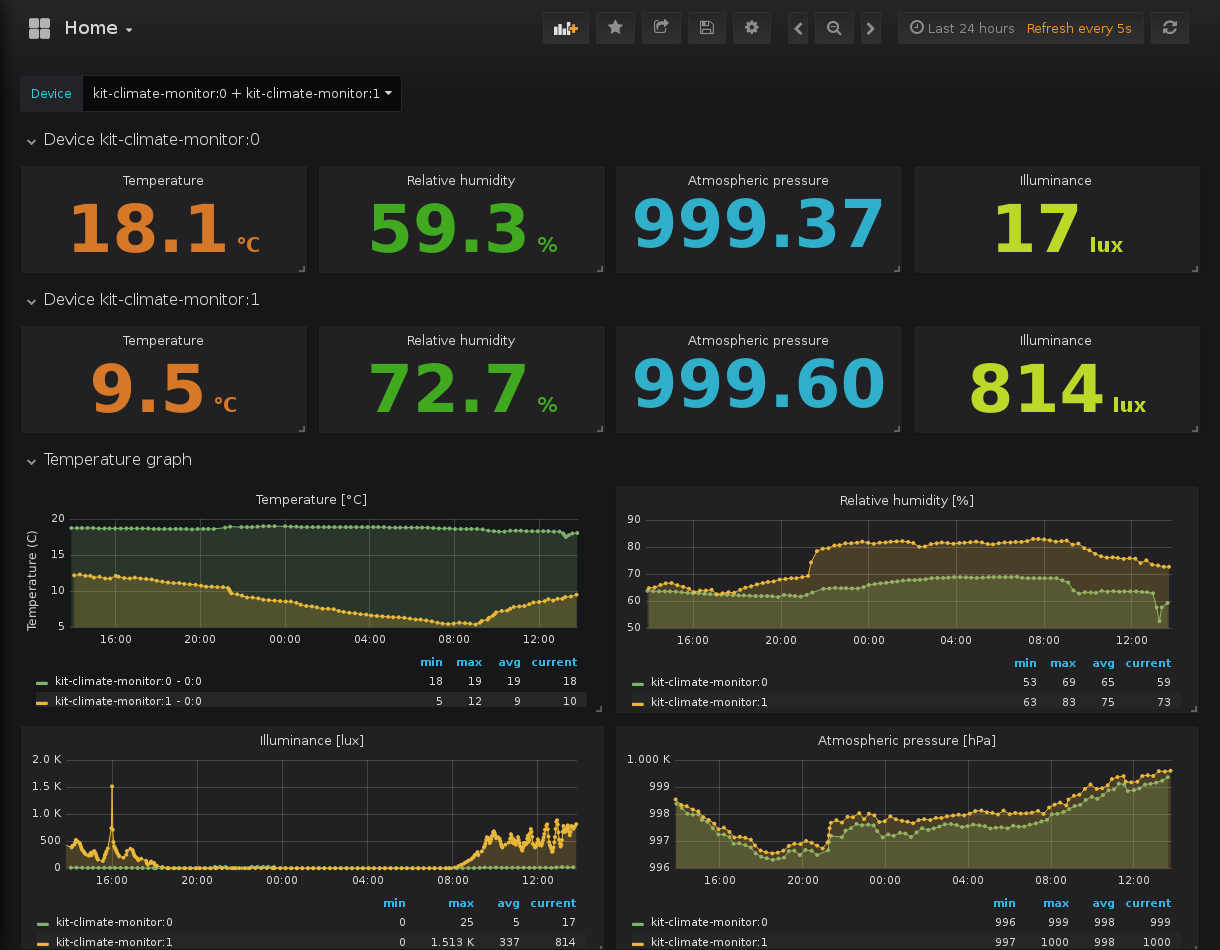 Home
Last 24 hours Refresh every 5s
Device kit-climate-monitor:0 + kit-climate-monitor:1
Device kit-climate-monitor:0
Temperature Relative humidity Atmospheric pressure Illuminance
18.1 °C 59.3 % 999.37 17 lux
Device kit-climate-monitor:1
Temperature Relative humidity Atmospheric pressure Illuminance
9.5 °C 72.7 % 999.60 814 lux
Temperature graph
Temperature [°C]
Temperature (C)
20
15
10
5
16:00 20:00 00:00 04:00 08:00 12:00
min max avg current
kit-climate-monitor:0 - 0:0 18 19 19 18
kit-climate-monitor:1 - 0:0 5 12 9 10
Relative humidity [%]
90
80
70
60
50
16:00 20:00 00:00 04:00 08:00 12:00
min max avg current
kit-climate-monitor:0 53 69 65 59
kit-climate-monitor:1 63 83 75 73
Illuminance [lux]
2.0 K
1.5 K
1.0 K
500
0
16:00 20:00 00:00 04:00 08:00 12:00
min max avg current
kit-climate-monitor:0 0 25 5 17
kit-climate-monitor:1 0 1.513 K 337 814
Atmospheric pressure [hPa]
1.000 K
999
998
997
996
16:00 20:00 00:00 04:00 08:00 12:00
min max avg current
kit-climate-monitor:0 996 999 998 999
kit-climate-monitor:1 997 1000 998 1000